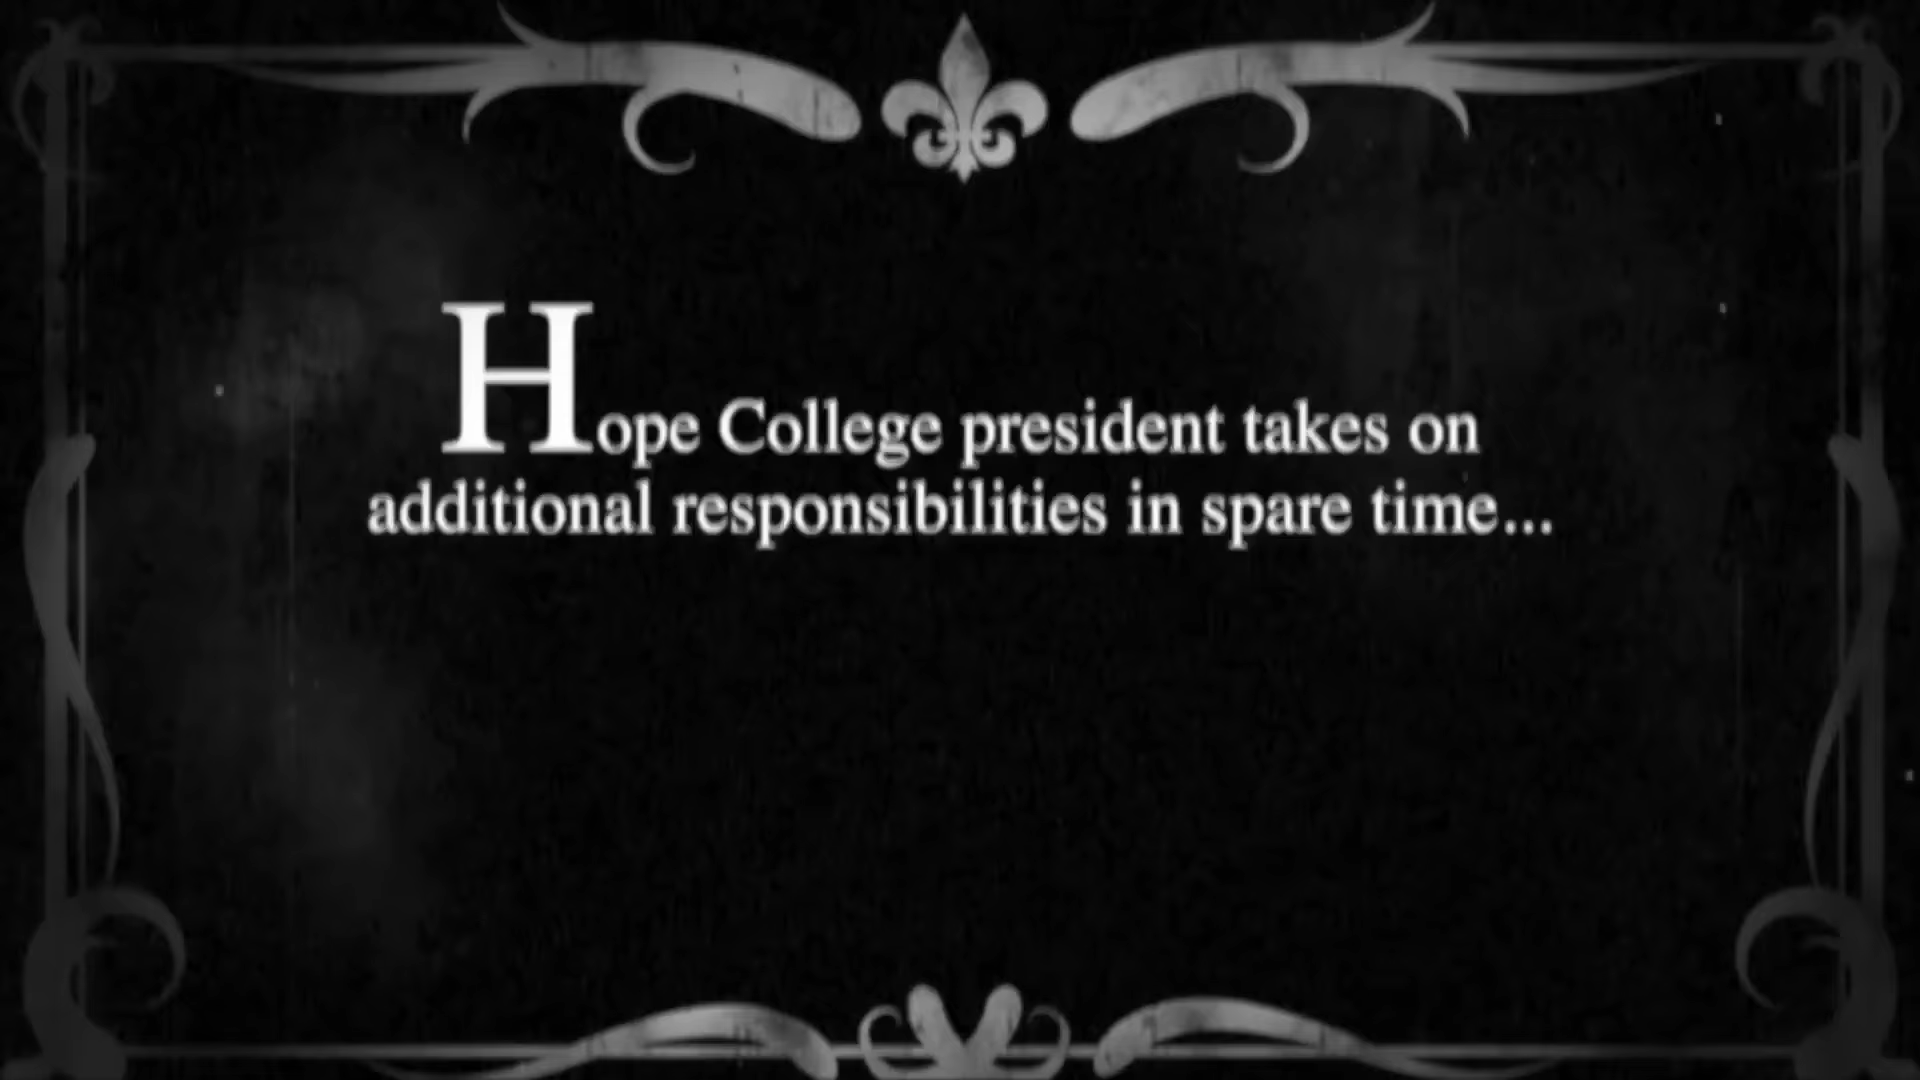 Hope College president takes on
additional responsibilities in spare time...